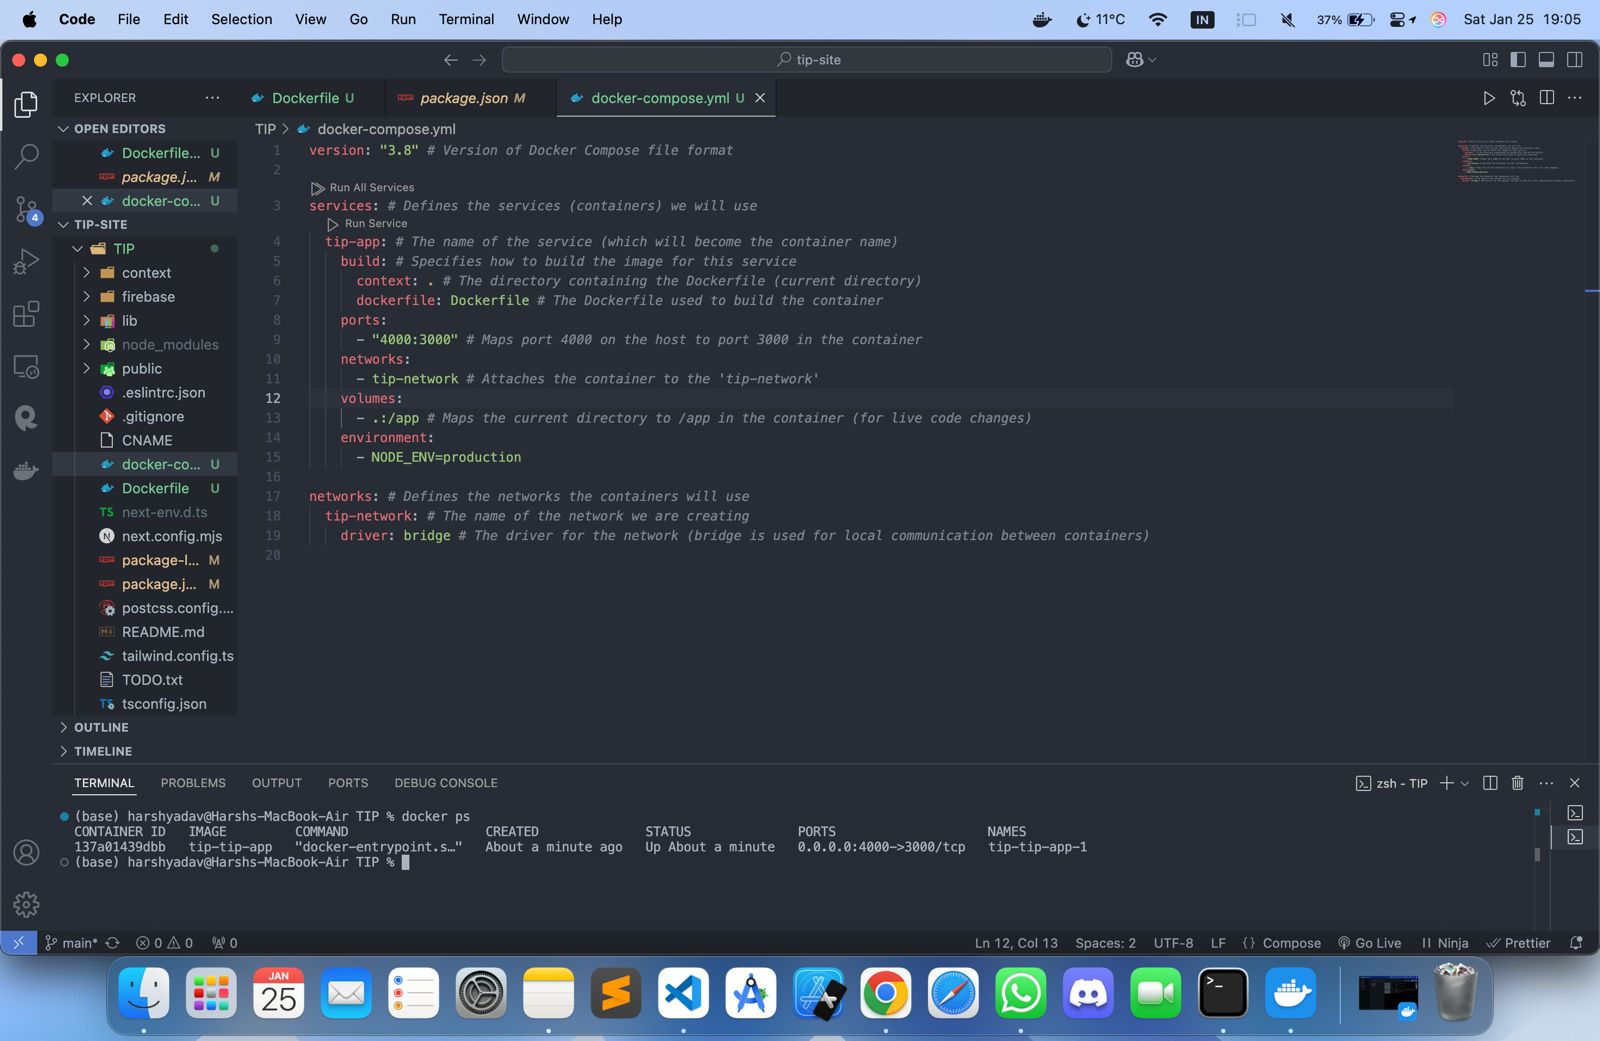 Code File Edit Selection View Go Run Terminal Window Help 11°C IN 37% Sat Jan 25 19:05
tip-site
EXPLORER
Dockerfile U package.json M docker-compose.yml U
OPEN EDITORS
Dockerfile... U
package.j... M
docker-co... U
TIP-SITE
TIP
context
firebase
lib
node_modules
public
.eslintrc.json
.gitignore
CNAME
docker-co... U
Dockerfile U
next-env.d.ts
next.config.mjs
package-l... M
package.j... M
postcss.config....
README.md
tailwind.config.ts
TODO.txt
tsconfig.json
OUTLINE
TIMELINE
4
TIP > docker-compose.yml
1 version: "3.8" # Version of Docker Compose file format
2
Run All Services
3 services: # Defines the services (containers) we will use
Run Service
4 tip-app: # The name of the service (which will become the container name)
5 build: # Specifies how to build the image for this service
6 context: . # The directory containing the Dockerfile (current directory)
7 dockerfile: Dockerfile # The Dockerfile used to build the container
8 ports:
9 - "4000:3000" # Maps port 4000 on the host to port 3000 in the container
10 networks:
11 - tip-network # Attaches the container to the 'tip-network'
12 volumes:
13 - .:/app # Maps the current directory to /app in the container (for live code changes)
14 environment:
15 - NODE_ENV=production
16
17 networks: # Defines the networks the containers will use
18 tip-network: # The name of the network we are creating
19 driver: bridge # The driver for the network (bridge is used for local communication between containers)
20
TERMINAL PROBLEMS OUTPUT PORTS DEBUG CONSOLE zsh - TIP
(base) harshyadav@Harshs-MacBook-Air TIP % docker ps
CONTAINER ID IMAGE COMMAND CREATED STATUS PORTS NAMES
137a01439dbb tip-tip-app "docker-entrypoint.s…" About a minute ago Up About a minute 0.0.0.0:4000->3000/tcp tip-tip-app-1
(base) harshyadav@Harshs-MacBook-Air TIP %
main* 0 0 0 Ln 12, Col 13 Spaces: 2 UTF-8 LF {} Compose Go Live Ninja Prettier
JAN
25